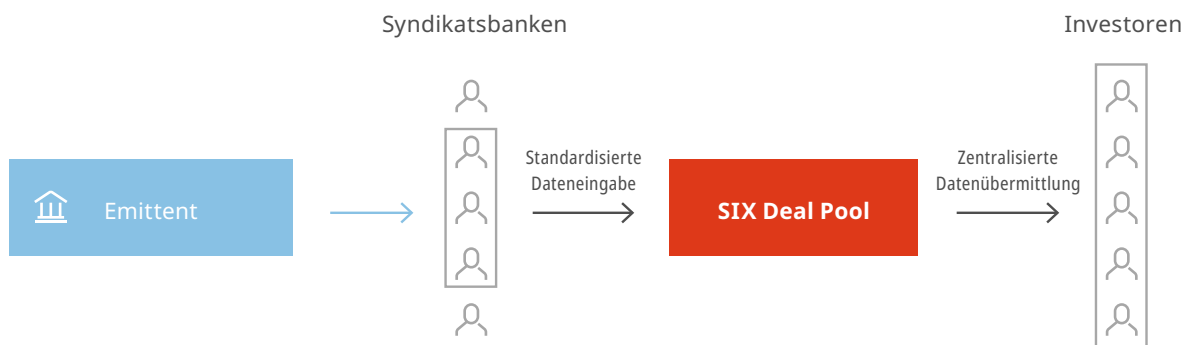 Syndikatsbanken
Investoren
Emittent
Standardisierte
Dateneingabe
SIX Deal Pool
Zentralisierte
Datenübermittlung